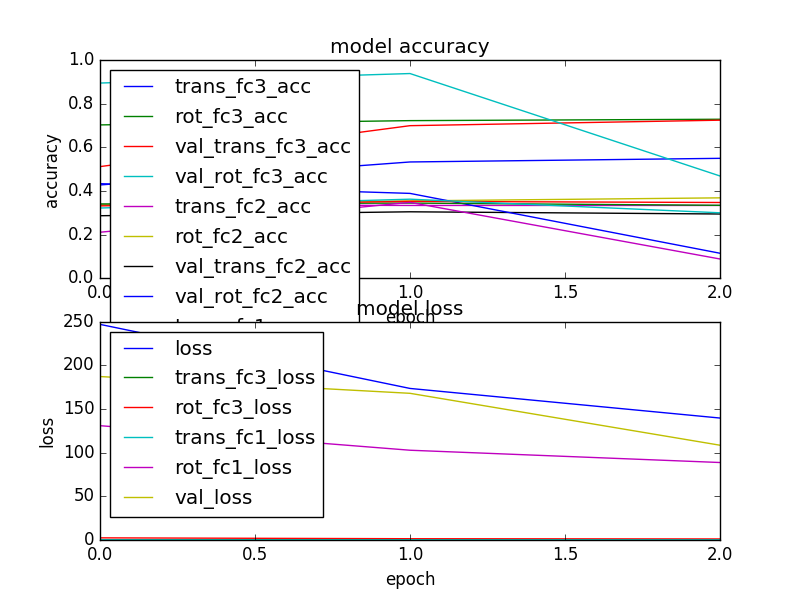 model accuracy
1.0
0.8
0.6
0.4
0.2
0.0
accuracy
trans_fc3_acc
rot_fc3_acc
val_trans_fc3_acc
val_rot_fc3_acc
trans_fc2_acc
rot_fc2_acc
val_trans_fc2_acc
val_rot_fc2_acc
0.0
1.0
1.5
2.0
epoch
model loss
250
200
150
100
50
0
loss
loss
trans_fc3_loss
rot_fc3_loss
trans_fc1_loss
rot_fc1_loss
val_loss
0.0
0.5
1.0
1.5
2.0
epoch